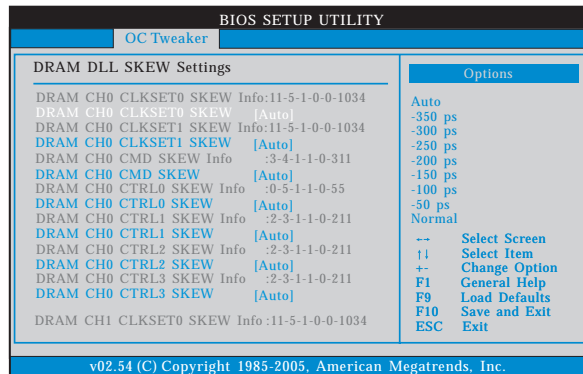 BIOS SETUP UTILITY
OC Tweaker
DRAM DLL SKEW Settings
DRAM CH0 CLKSET0 SKEW Info:11-5-1-0-0-1034
DRAM CH0 CLKSET0 SKEW [Auto]
DRAM CH0 CLKSET1 SKEW Info:11-5-1-0-0-1034
DRAM CH0 CLKSET1 SKEW [Auto]
DRAM CH0 CMD SKEW Info :3-4-1-1-0-311
DRAM CH0 CMD SKEW [Auto]
DRAM CH0 CTRL0 SKEW Info :0-5-1-1-0-55
DRAM CH0 CTRL0 SKEW [Auto]
DRAM CH0 CTRL1 SKEW Info :2-3-1-1-0-211
DRAM CH0 CTRL1 SKEW [Auto]
DRAM CH0 CTRL2 SKEW Info :2-3-1-1-0-211
DRAM CH0 CTRL2 SKEW [Auto]
DRAM CH0 CTRL3 SKEW Info :2-3-1-1-0-211
DRAM CH0 CTRL3 SKEW [Auto]
DRAM CH1 CLKSET0 SKEW Info :11-5-1-0-0-1034
Options
Auto
-350 ps
-300 ps
-250 ps
-200 ps
-150 ps
-100 ps
-50 ps
Normal
←→ Select Screen
↑↓ Select Item
+- Change Option
F1 General Help
F9 Load Defaults
F10 Save and Exit
ESC Exit
v02.54 (C) Copyright 1985-2005, American Megatrends, Inc.